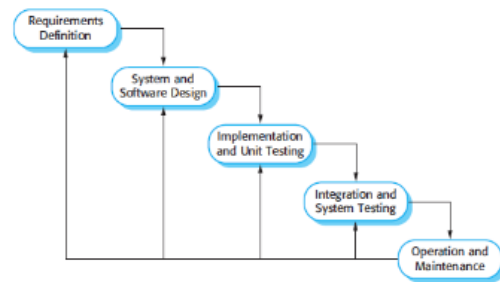 Requirements
Definition
System and
Software Design
Implementation
and Unit Testing
Integration and
System Testing
Operation and
Maintenance